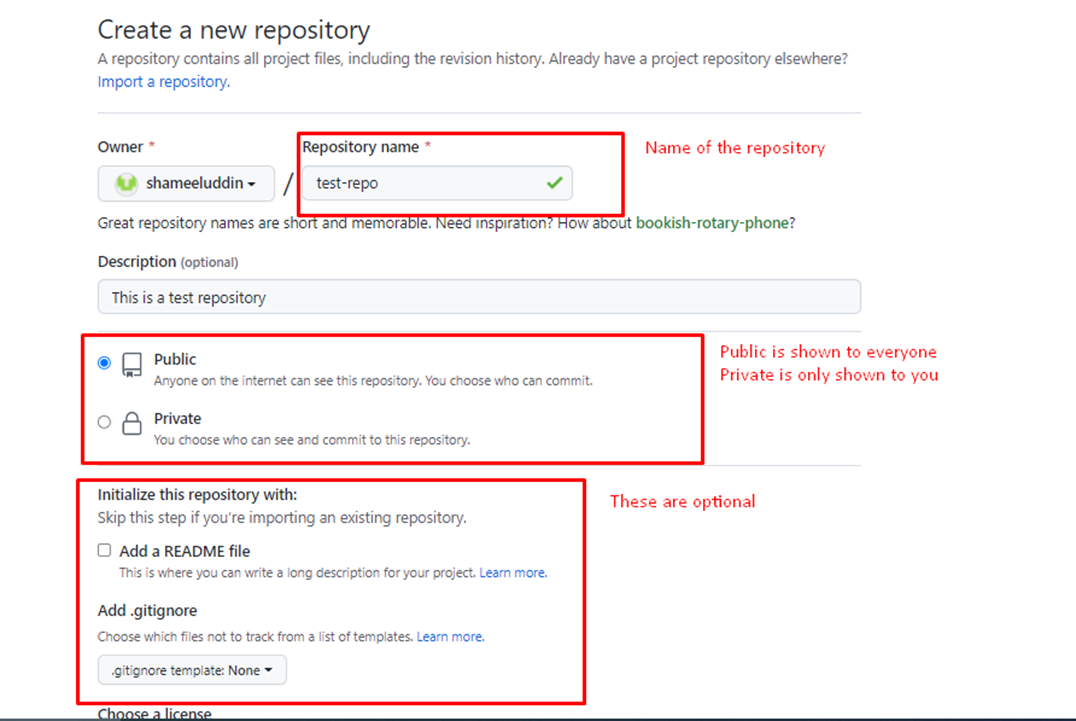 Create a new repository
A repository contains all project files, including the revision history. Already have a project repository elsewhere?
Import a repository.
Owner *
Repository name *
Name of the repository
shameeluddin
/
test-repo
Great repository names are short and memorable. Need inspiration? How about bookish-rotary-phone?
Description (optional)
This is a test repository
Public
Anyone on the internet can see this repository. You choose who can commit.
Public is shown to everyone
Private is only shown to you
Private
You choose who can see and commit to this repository.
Initialize this repository with:
Skip this step if you're importing an existing repository.
These are optional
Add a README file
This is where you can write a long description for your project. Learn more.
Add .gitignore
Choose which files not to track from a list of templates. Learn more.
.gitignore template: None
Choose a license